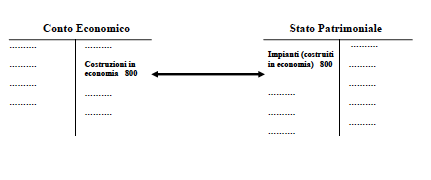 Conto Economico
Stato Patrimoniale
..........
..........
..........
..........
..........
Costruzioni in
economia 800
..........
..........
Impianti (costruiti
in economia) 800
..........
..........
..........
..........
..........
..........
..........
..........